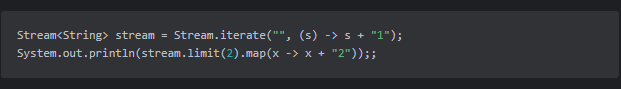 Stream<String> stream = Stream.iterate("", (s) -> s + "1");
System.out.println(stream.limit(2).map(x -> x + "2"));;